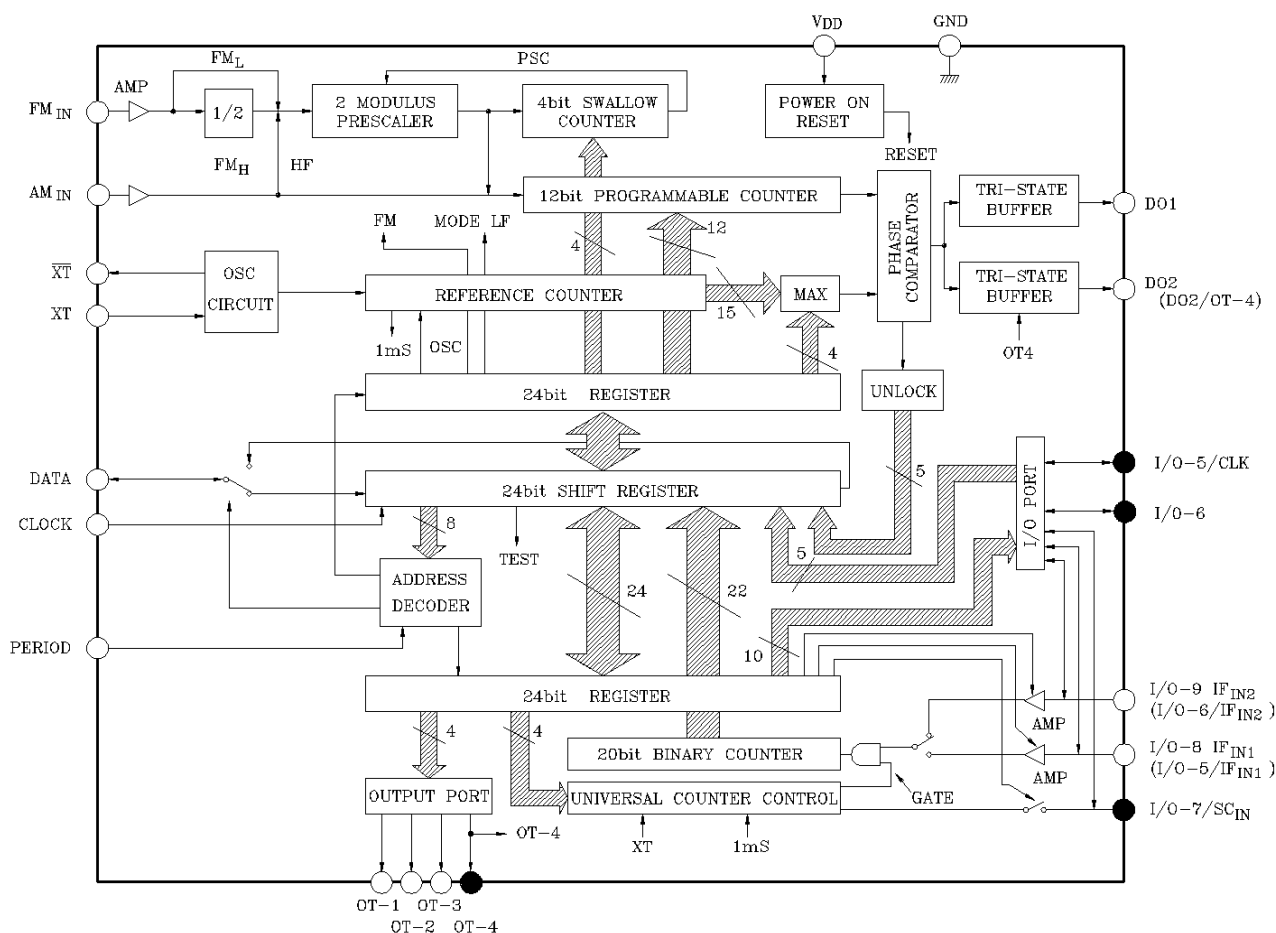 VDD
GND
FML
PSC
AMP
FM IN
1/2
2 MODULUS
PRESCALER
4bit SWALLOW
COUNTER
POWER ON
RESET
RESET
FMH
HF
AM IN
12bit PROGRAMMABLE COUNTER
PHASE
COMPARATOR
TRI-STATE
BUFFER
DO1
FM
MODE
LF
4
12
XT
OSC
CIRCUIT
XT
REFERENCE COUNTER
15
MAX
TRI-STATE
BUFFER
DO2
(DO2/OT-4)
1mS
OSC
4
OT4
24bit REGISTER
UNLOCK
DATA
24bit SHIFT REGISTER
5
I/O PORT
I/O-5/CLK
CLOCK
8
I/O-6
TEST
5
ADDRESS
DECODER
24
22
PERIOD
10
24bit REGISTER
I/O-9 IFIN2
(I/O-6/IFIN2)
AMP
4
4
20bit BINARY COUNTER
I/O-8 IFIN1
(I/O-5/IFIN1)
AMP
OUTPUT PORT
UNIVERSAL COUNTER CONTROL
GATE
I/O-7/SCIN
OT-4
XT
1mS
OT-1
OT-3
OT-2
OT-4